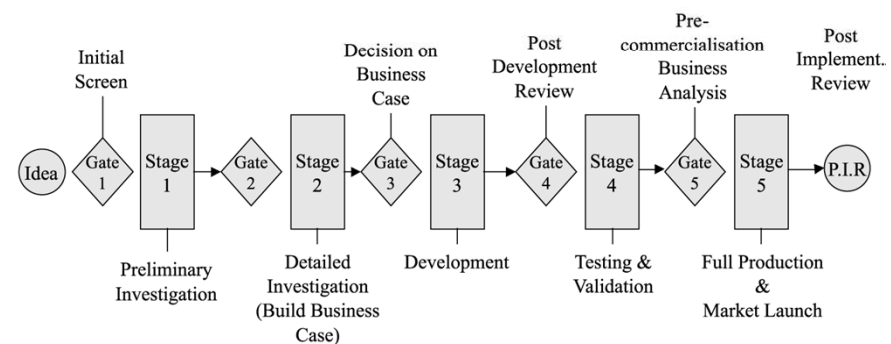 Initial
Screen
Decision on
Business
Case
Post
Development
Review
Pre-
commercialisation
Business
Analysis
Post
Implement..
Review
Idea
Gate
1
Stage
1
Gate
2
Stage
2
Gate
3
Stage
3
Gate
4
Stage
4
Gate
5
Stage
5
P.I.R
Preliminary
Investigation
Detailed
Investigation
(Build Business
Case)
Development
Testing &
Validation
Full Production
&
Market Launch